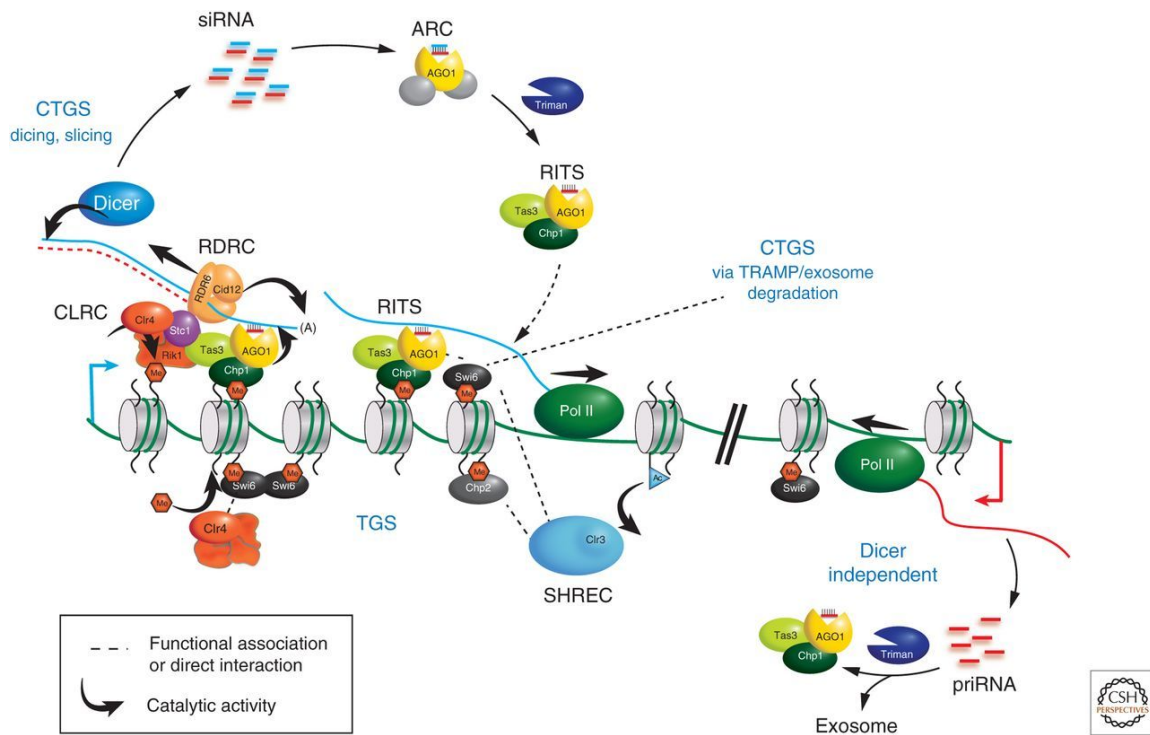 siRNA
ARC
AGO1
Triman
CTGS
dicing, slicing
Dicer
RITS
Tas3
AGO1
Chp1
RDRC
RDR6
Cid12
(A)
CTGS
via TRAMP/exosome
degradation
CLRC
Clr4
Stc1
Rik1
Tas3
AGO1
Chp1
Me
Me
RITS
Tas3
AGO1
Chp1
Me
Swi6
Me
Pol II
Pol II
Me
Me
Swi6
Swi6
Me
Clr4
TGS
Me
Chp2
Ac
Clr3
SHREC
Me
Swi6
Dicer
independent
Tas3
AGO1
Chp1
Triman
priRNA
Exosome
Functional association
or direct interaction
Catalytic activity
CSH
PERSPECTIVES